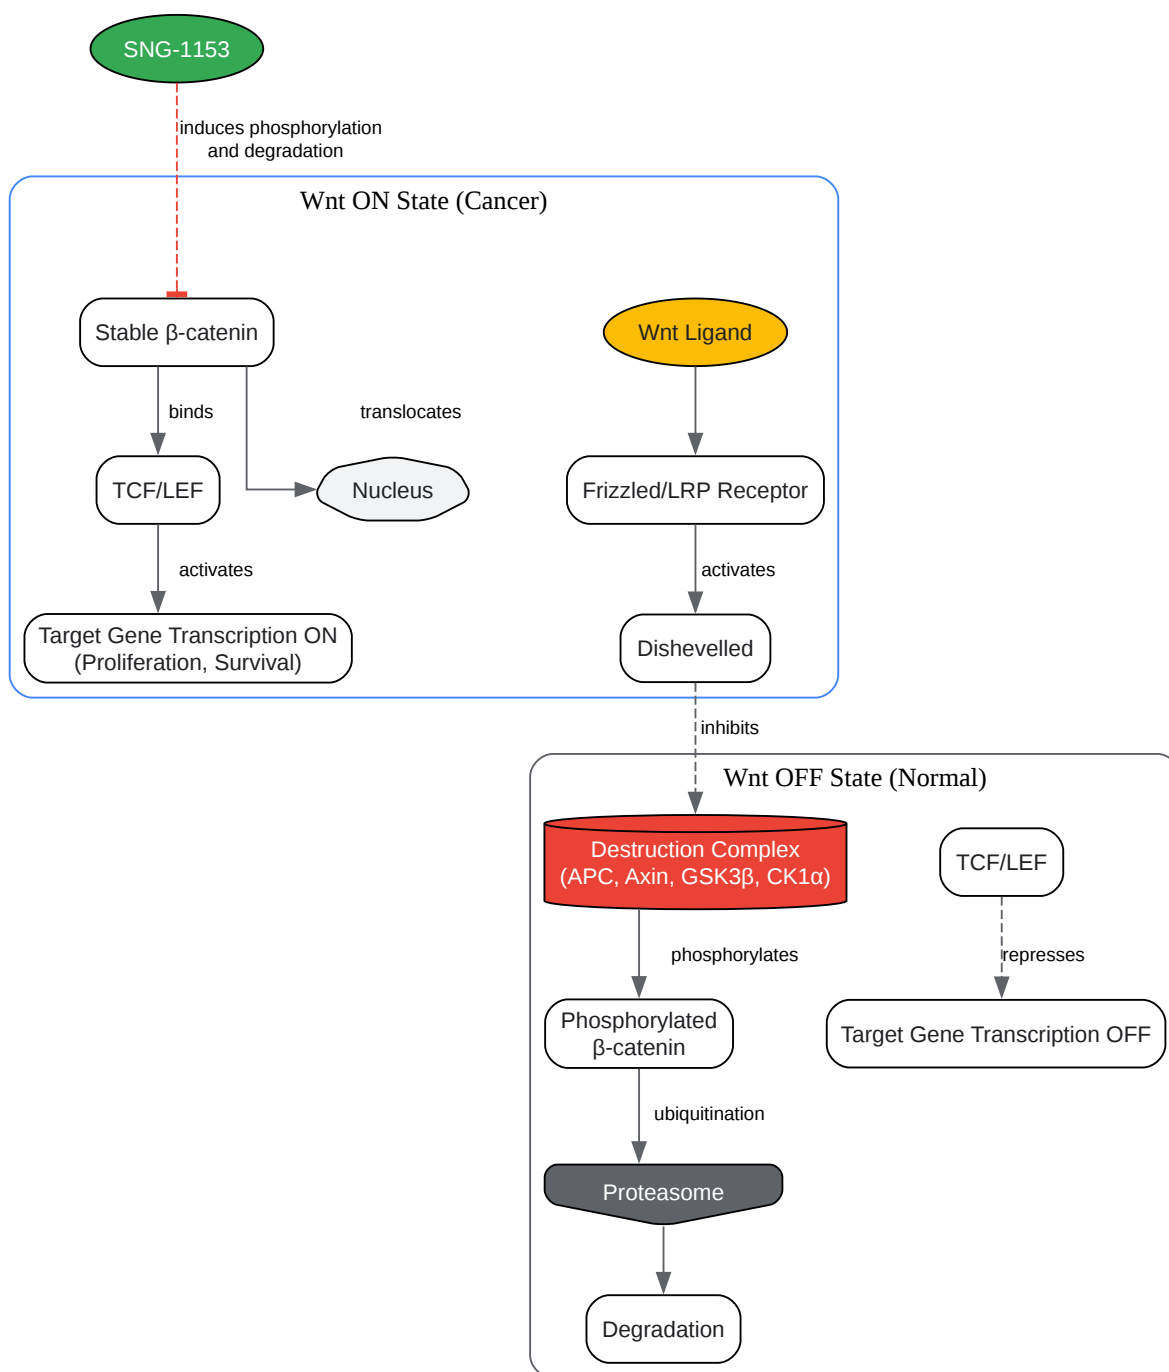 SNG-1153
induces phosphorylation
and degradation
Wnt ON State (Cancer)
Stable β-catenin
Wnt Ligand
binds
translocates
TCF/LEF
Nucleus
Frizzled/LRP Receptor
activates
activates
Target Gene Transcription ON
(Proliferation, Survival)
Dishevelled
inhibits
Wnt OFF State (Normal)
Destruction Complex
(APC, Axin, GSK3β, CK1α)
TCF/LEF
phosphorylates
represses
Phosphorylated
β-catenin
Target Gene Transcription OFF
ubiquitination
Proteasome
Degradation